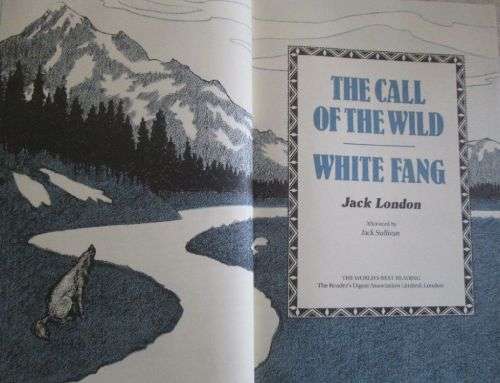 THE CALL
OF THE WILD
WHITE FANG
Jack London
Afterword by
Jack Sullivan
THE WORLD'S BEST READING
The Reader's Digest Association Limited, London